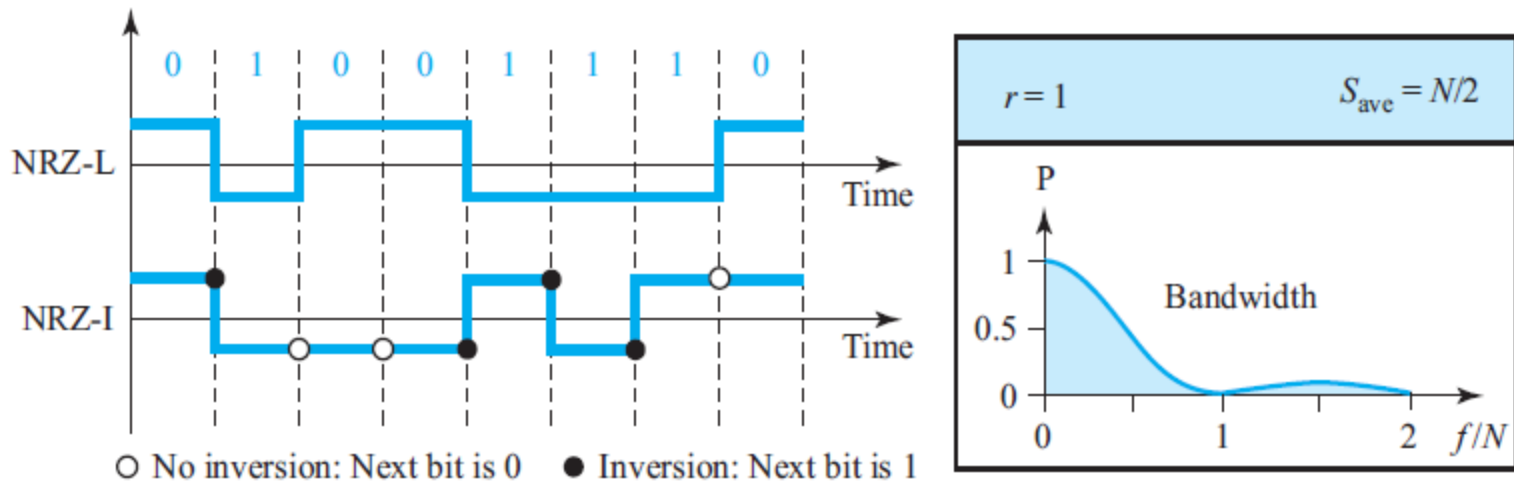 0 1 0 0 1 1 1 0
NRZ-L
Time
NRZ-I
Time
No inversion: Next bit is 0 Inversion: Next bit is 1
r = 1 Save = N/2
P
1
Bandwidth
0.5
0
0 1 2 f/N